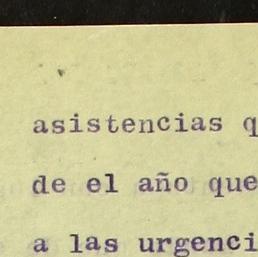 asistencias q
de el año que
a las urgenci